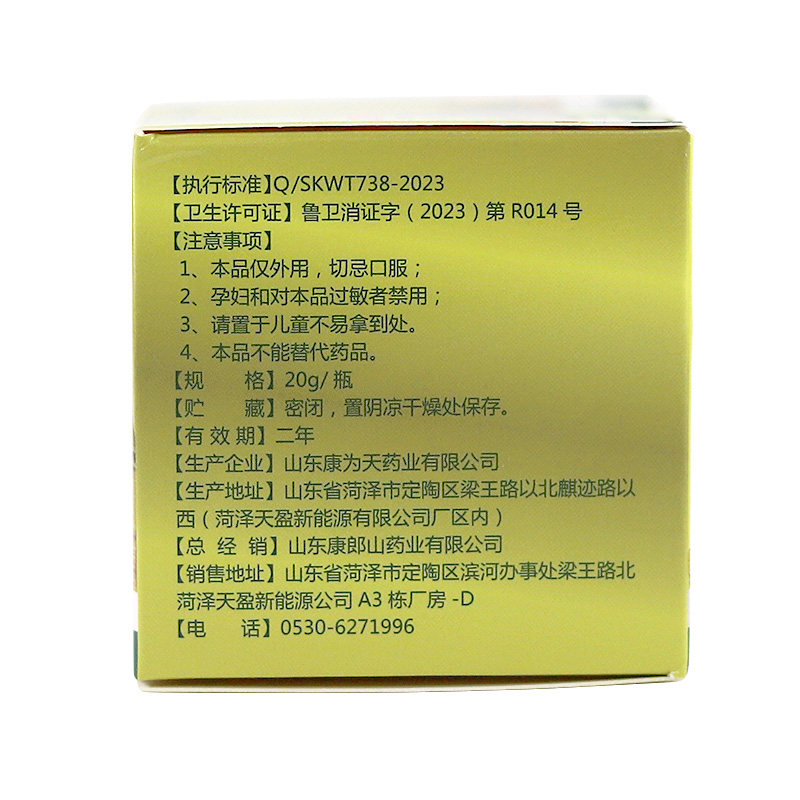 【执行标准】Q/SKWT738-2023
【卫生许可证】鲁卫消证字(2023)第R014号
【注意事项】
1、本品仅外用，切忌口服；
2、孕妇和对本品过敏者禁用；
3、请置于儿童不易拿到处。
4、本品不能替代药品。
【规 格】20g/瓶
【贮 藏】密闭，置阴凉干燥处保存。
【有效期】二年
【生产企业】山东康为天药业有限公司
【生产地址】山东省菏泽市定陶区梁王路以北麒迹路以
西(菏泽天盈新能源有限公司厂区内)
【总 经 销】山东康郎山药业有限公司
【销售地址】山东省菏泽市定陶区滨河办事处梁王路北
菏泽天盈新能源公司A3栋厂房-D
【电 话】0530-6271996